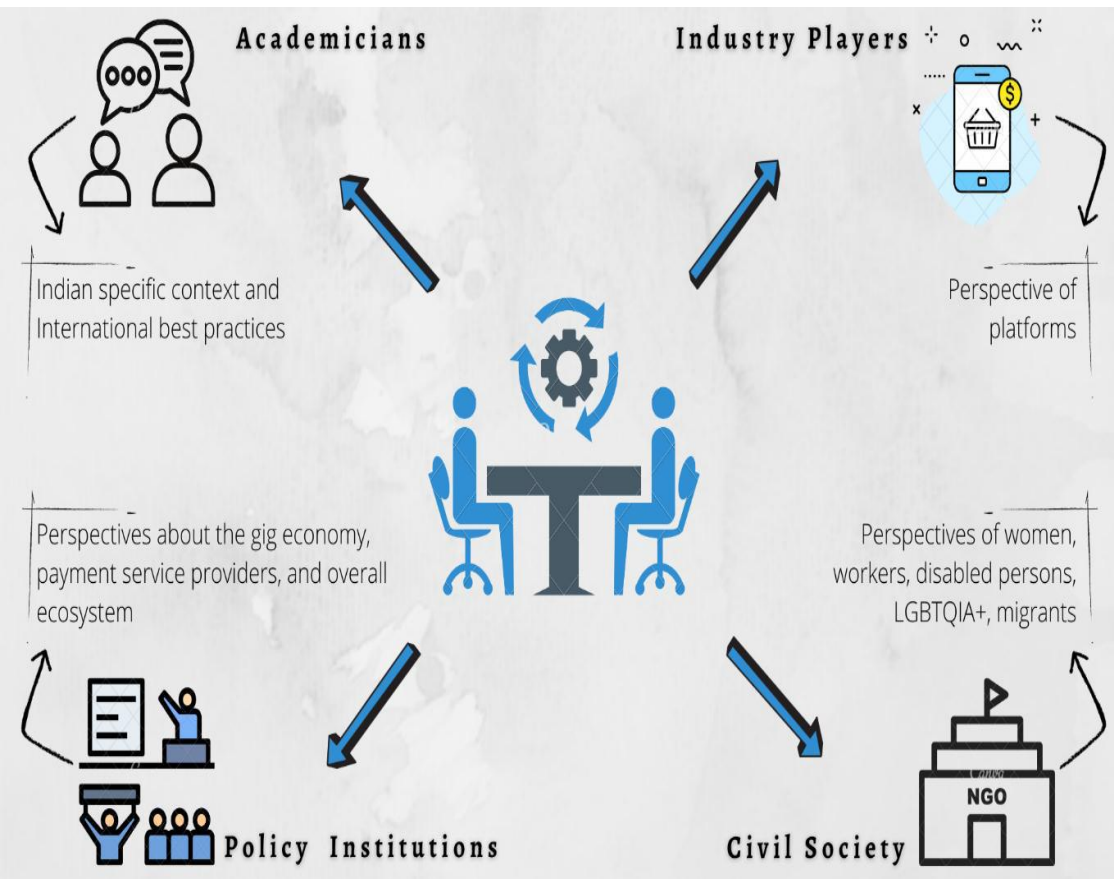 Academicians
Industry Players
$
Indian specific context and
International best practices
Perspective of
platforms
Perspectives about the gig economy,
payment service providers, and overall
ecosystem
Perspectives of women,
workers, disabled persons,
LGBTQIA+, migrants
Canva
NGO
Policy Institutions
Civil Society